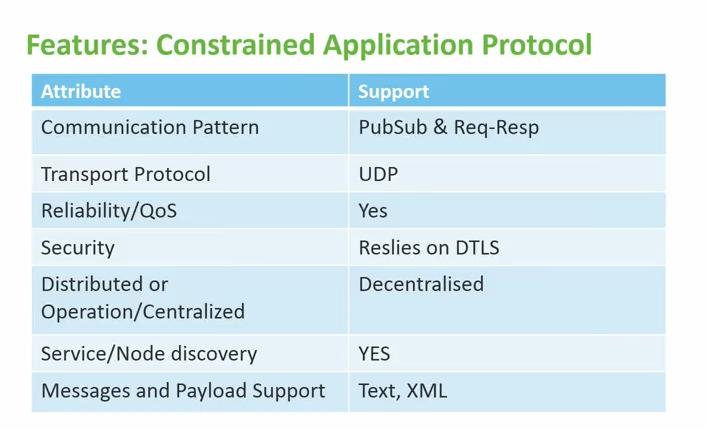 Features: Constrained Application Protocol
Attribute Support
Communication Pattern PubSub & Req-Resp
Transport Protocol UDP
Reliability/QoS Yes
Security Reslies on DTLS
Distributed or Decentralised
Operation/Centralized
Service/Node discovery YES
Messages and Payload Support Text, XML